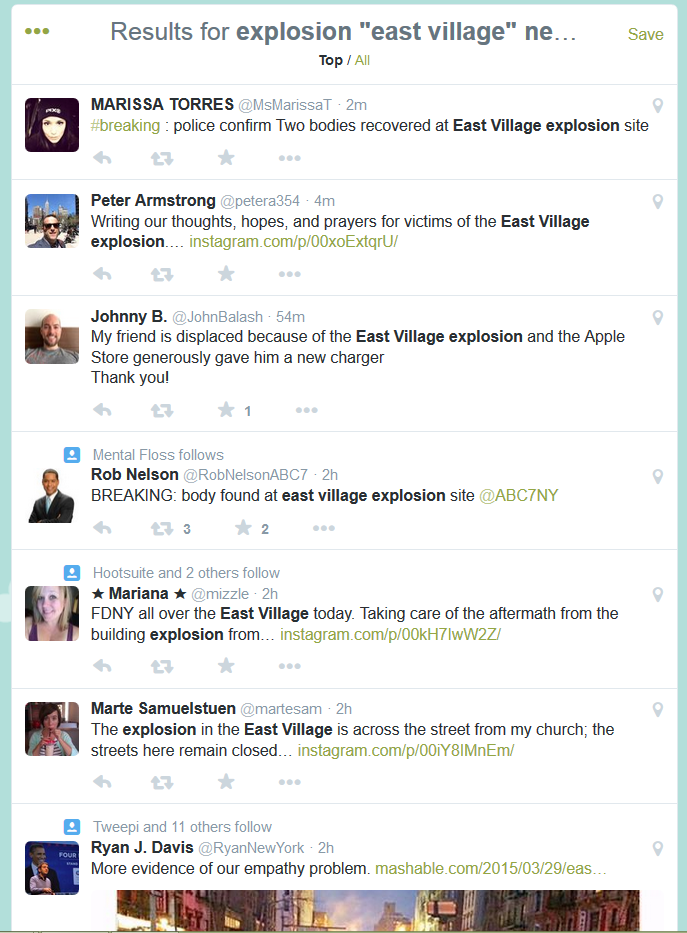 Results for explosion "east village" ne…
Save
Top / All
MARISSA TORRES @MsMarissaT · 2m
#breaking : police confirm Two bodies recovered at East Village explosion site
Peter Armstrong @petera354 · 4m
Writing our thoughts, hopes, and prayers for victims of the East Village
explosion.… instagram.com/p/00xoExtqrU/
Johnny B. @JohnBalash · 54m
My friend is displaced because of the East Village explosion and the Apple
Store generously gave him a new charger
Thank you!
1
Mental Floss follows
Rob Nelson @RobNelsonABC7 · 2h
BREAKING: body found at east village explosion site @ABC7NY
3 2
Hootsuite and 2 others follow
★ Mariana ★ @mizzle · 2h
FDNY all over the East Village today. Taking care of the aftermath from the
building explosion from… instagram.com/p/00kH7lwW2Z/
Marte Samuelstuen @martesam · 2h
The explosion in the East Village is across the street from my church; the
streets here remain closed… instagram.com/p/00iY8lMnEm/
Tweepi and 11 others follow
Ryan J. Davis @RyanNewYork · 2h
More evidence of our empathy problem. mashable.com/2015/03/29/eas…